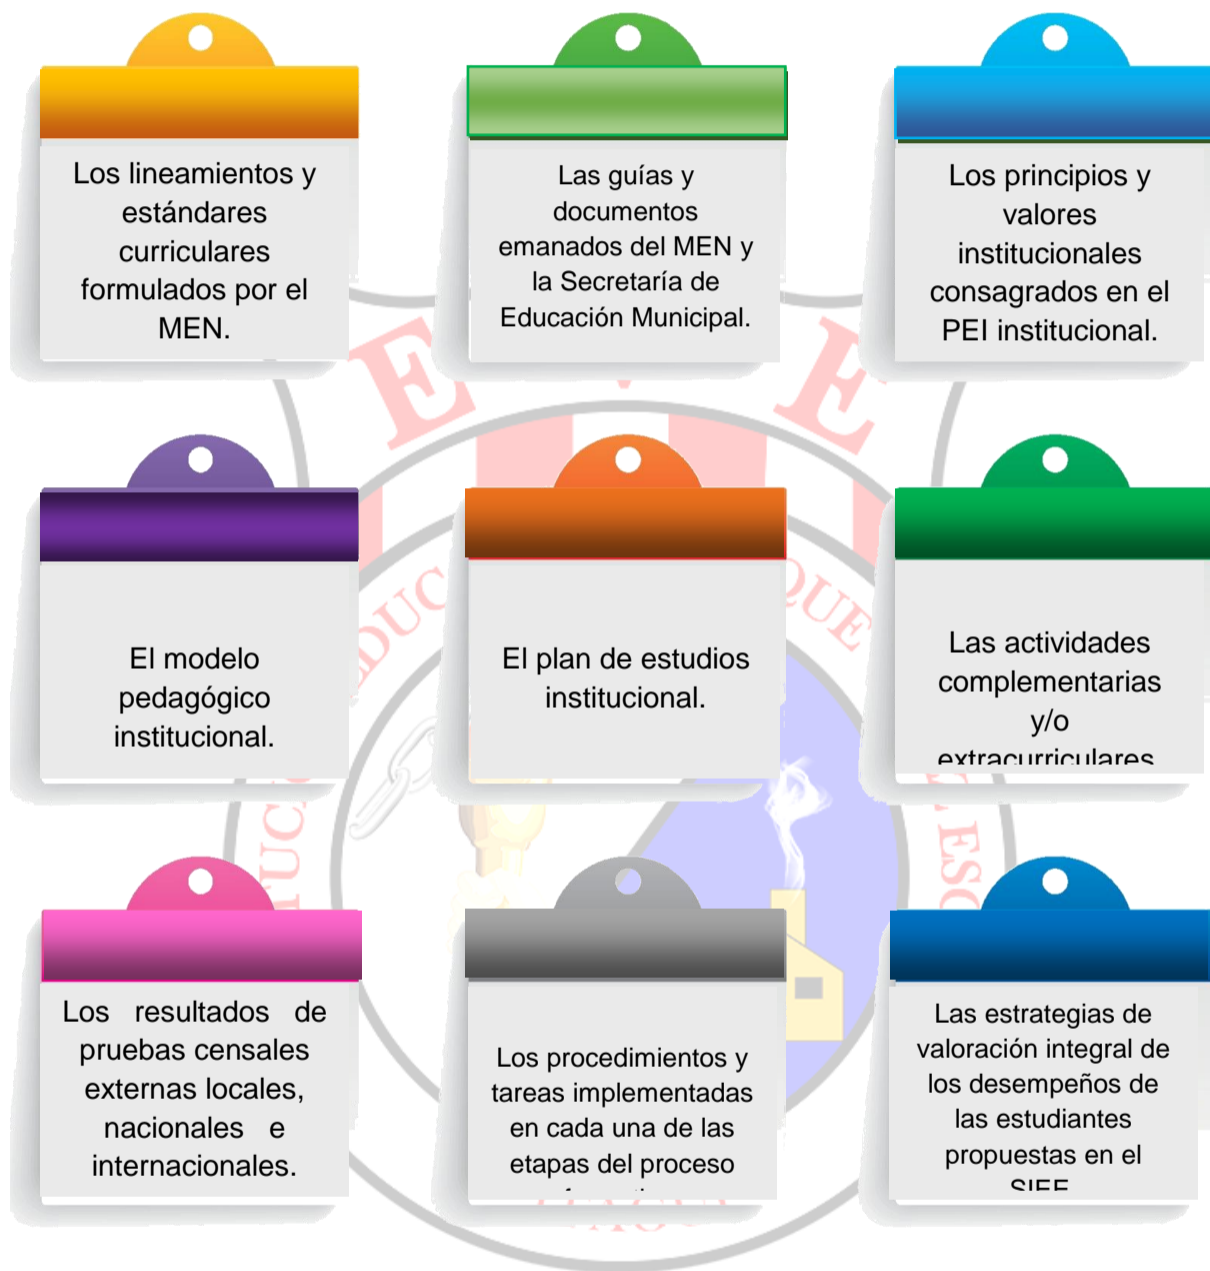 Los lineamientos y
estándares
curriculares
formulados por el
MEN.
Las guías y
documentos
emanados del MEN y
la Secretaría de
Educación Municipal.
Los principios y
valores
institucionales
consagrados en el
PEI institucional.
El modelo
pedagógico
institucional.
El plan de estudios
institucional.
Las actividades
complementarias
y/o
extracurriculares.
Los resultados de
pruebas censales
externas locales,
nacionales e
internacionales.
Los procedimientos y
tareas implementadas
en cada una de las
etapas del proceso
Las estrategias de
valoración integral de
los desempeños de
las estudiantes
propuestas en el